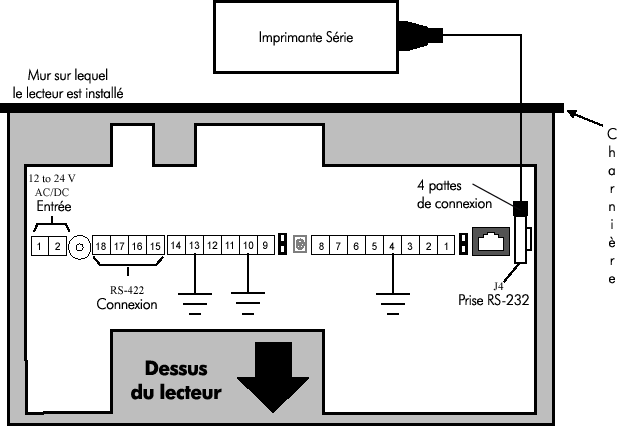 Imprimante Série
Mur sur lequel
le lecteur est installé
Charnière
12 to 24 V
AC/DC
Entrée
4 pattes
de connexion
1 2
18 17 16 15 14 13 12 11 10 9
8 7 6 5 4 3 2 1
RS-422
Connexion
J4
Prise RS-232
Dessus
du lecteur